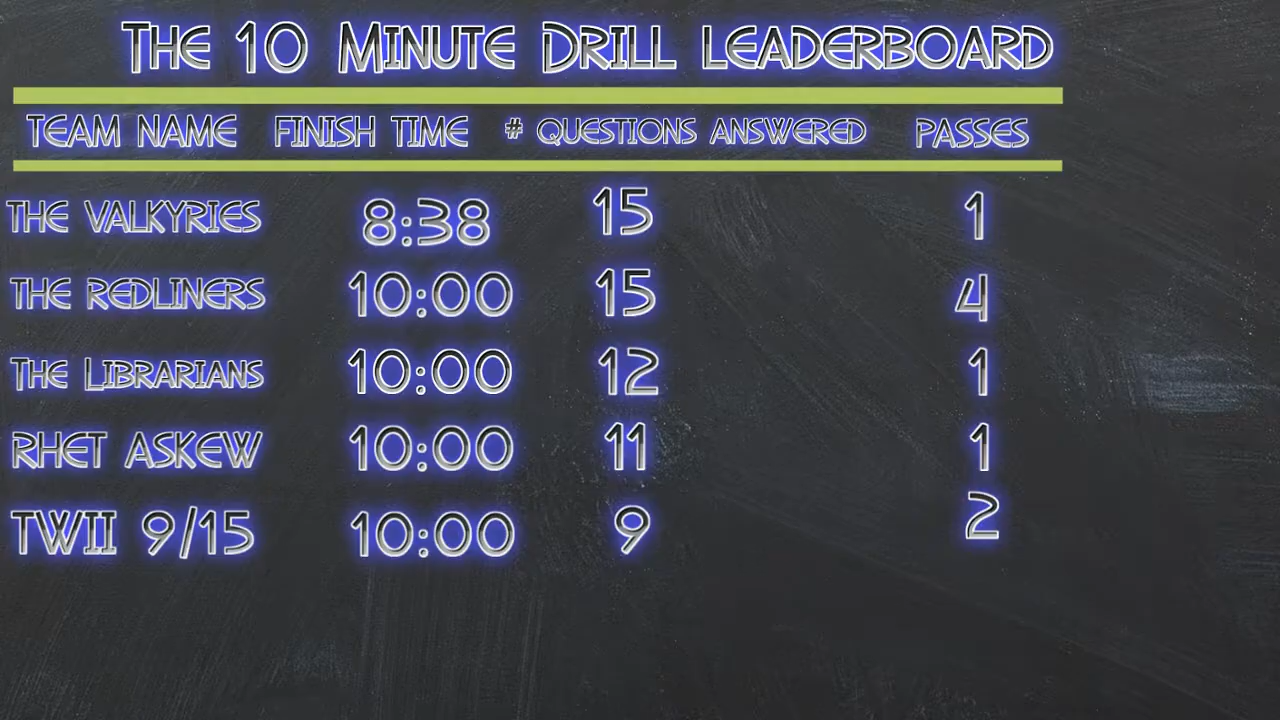 The 10 Minute Drill Leaderboard
TEAM NAME FINISH TIME # QUESTIONS ANSWERED PASSES
THE VALKYRIES 8:38 15 1
THE REDLINERS 10:00 15 4
The Librarians 10:00 12 1
RHET ASKEW 10:00 11 1
TWII 9/15 10:00 9 2